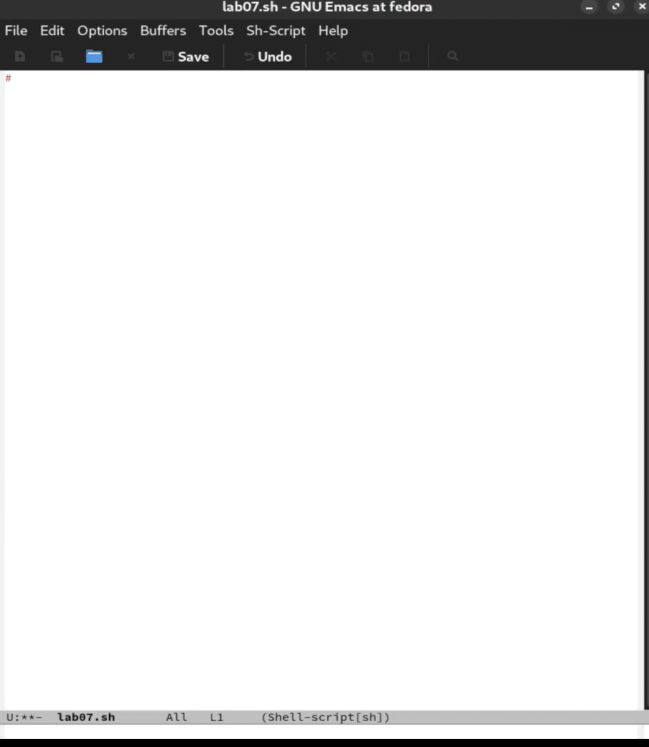 lab07.sh - GNU Emacs at fedora
File Edit Options Buffers Tools Sh-Script Help
Save Undo
#
U:**- lab07.sh All L1 (Shell-script[sh])